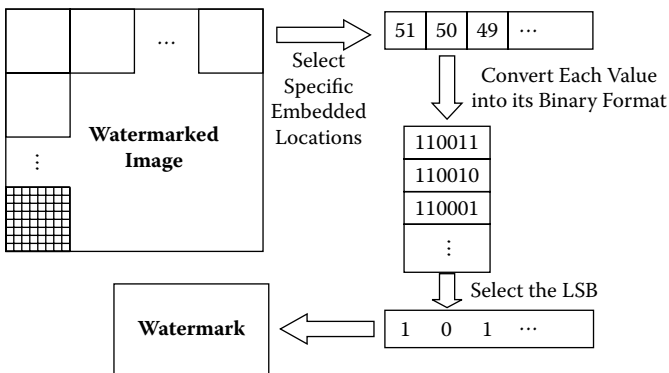 ...
51 50 49 ...
Select
Specific
Embedded
Locations
Convert Each Value
into its Binary Format
Watermarked
Image
⋮
110011
110010
110001
⋮
Select the LSB
1 0 1 ...
Watermark